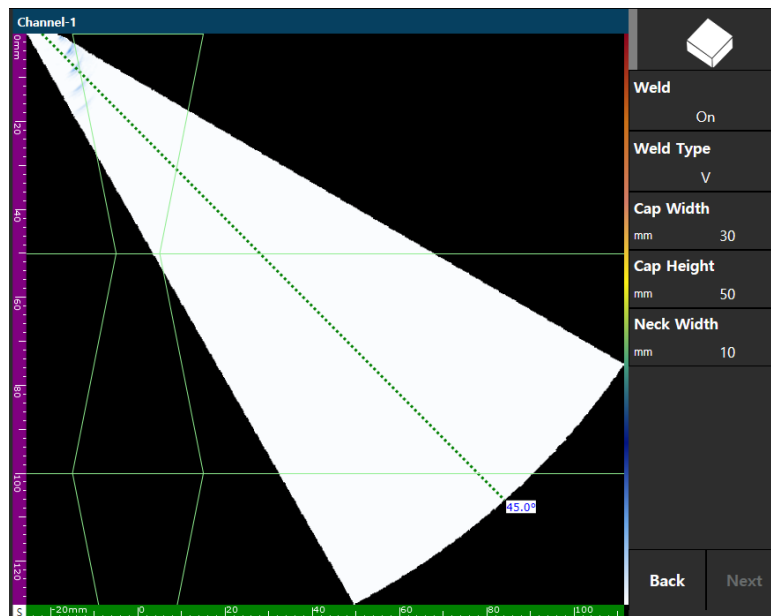 Channel-1
0mm
20
40
60
80
100
120
45.0º
S
-20mm
0
20
40
60
80
100
Weld
On
Weld Type
V
Cap Width
mm 30
Cap Height
mm 50
Neck Width
mm 10
Back Next